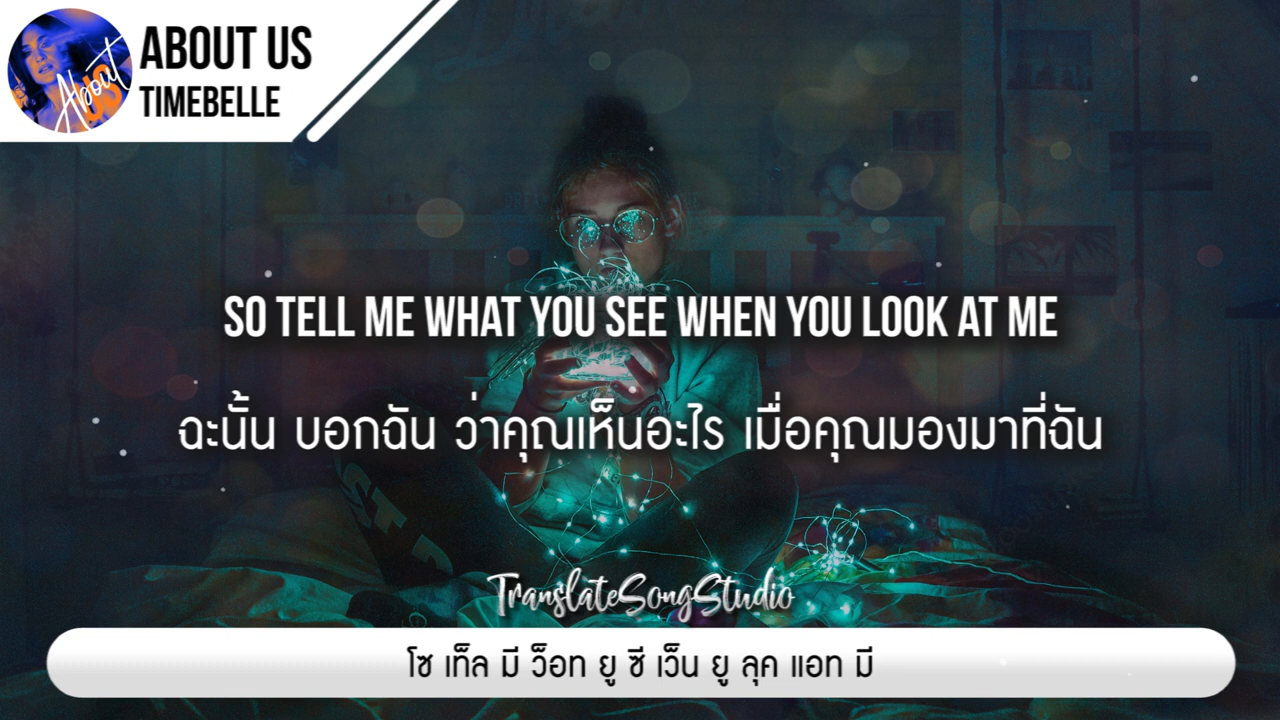 About
US
ABOUT US
TIMEBELLE
SO TELL ME WHAT YOU SEE WHEN YOU LOOK AT ME
ฉะนั้น บอกฉัน ว่าคุณเห็นอะไร เมื่อคุณมองมาที่ฉัน
TranslateSongStudio
โซ เท็ล มี ว็อท ยู ซี เว็น ยู ลุค แอท มี